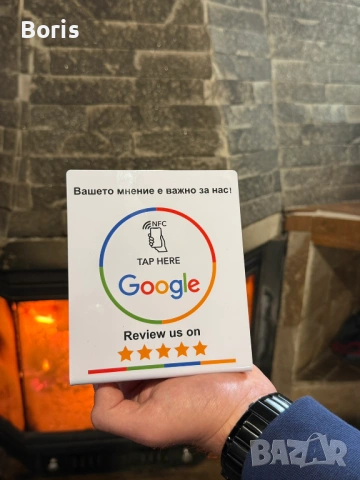 Boris
Вашето мнение е важно за нас!
NFC
TAP HERE
Google
Review us on
BAZAR